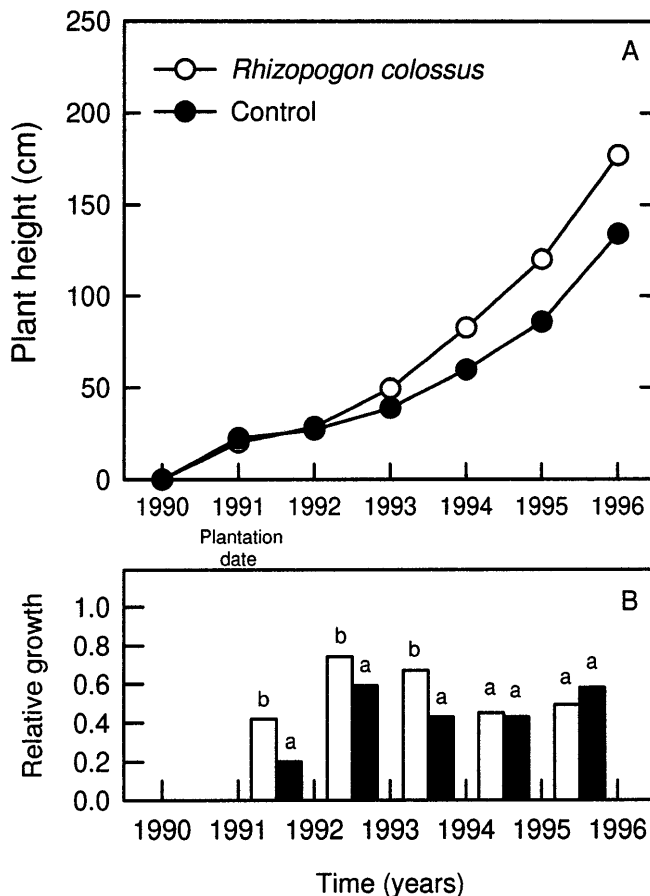 250
A
Rhizopogon colossus
Control
200
150
100
50
0
Plant height (cm)
1990 1991 1992 1993 1994 1995 1996
Plantation
date
B
1.0
0.8
0.6
0.4
0.2
0.0
Relative growth
b a b a b a a a a a
1990 1991 1992 1993 1994 1995 1996
Time (years)